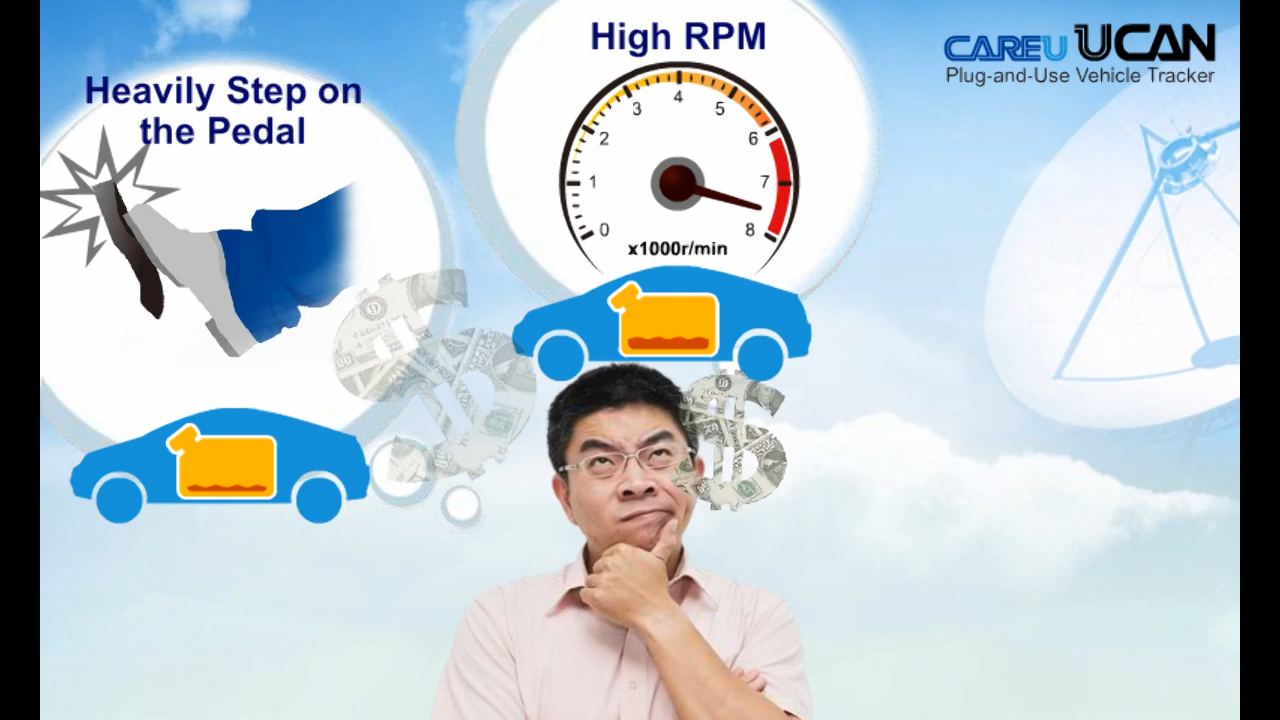 Heavily Step on
the Pedal
High RPM
0
1
2
3
4
5
6
7
8
x1000r/min
CAREU UCAN
Plug-and-Use Vehicle Tracker